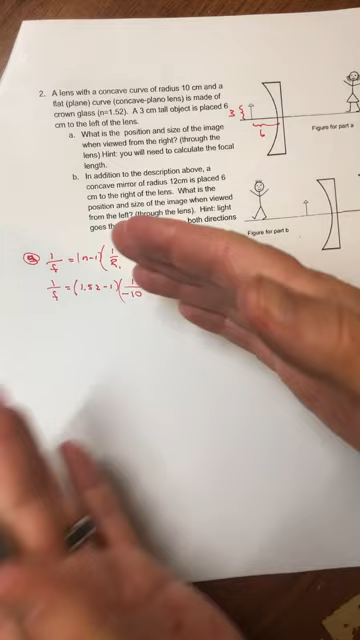 2. A lens with a concave curve of radius 10 cm and a
flat (plane) curve (concave-plano lens) is made of
crown glass (n=1.52). A 3 cm tall object is placed 6
cm to the left of the lens.
a. What is the position and size of the image
when viewed from the right? (through the
lens) Hint: you will need to calculate the focal
length.
b. In addition to the description above, a
concave mirror of radius 12cm is placed 6
cm to the right of the lens. What is the
position and size of the image when viewed
from the left? (through the lens). Hint: light
goes both directions
3
6
Figure for part a
Figure for part b
a 1/f = (n-1)(1/R₁
1/f = (1.52-1)(1/-10